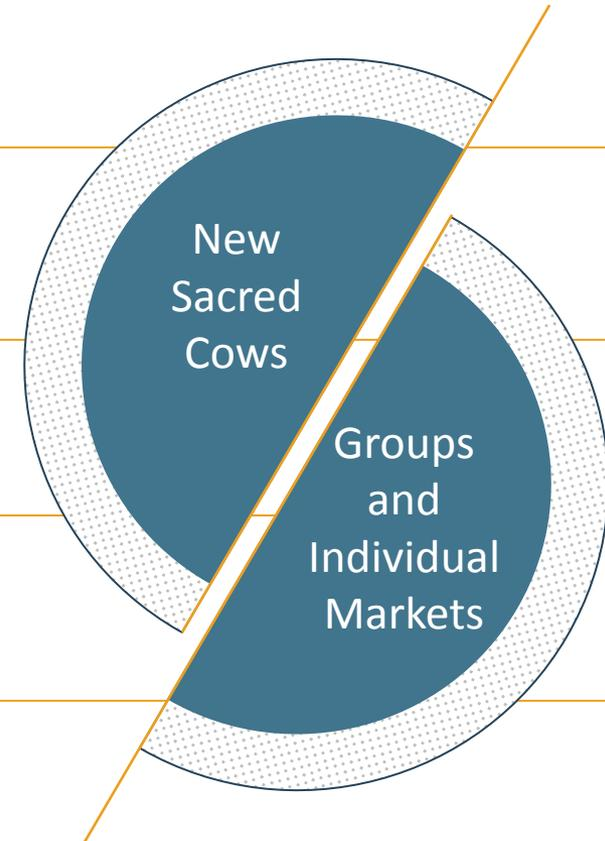 New
Sacred
Cows
Groups
and
Individual
Markets